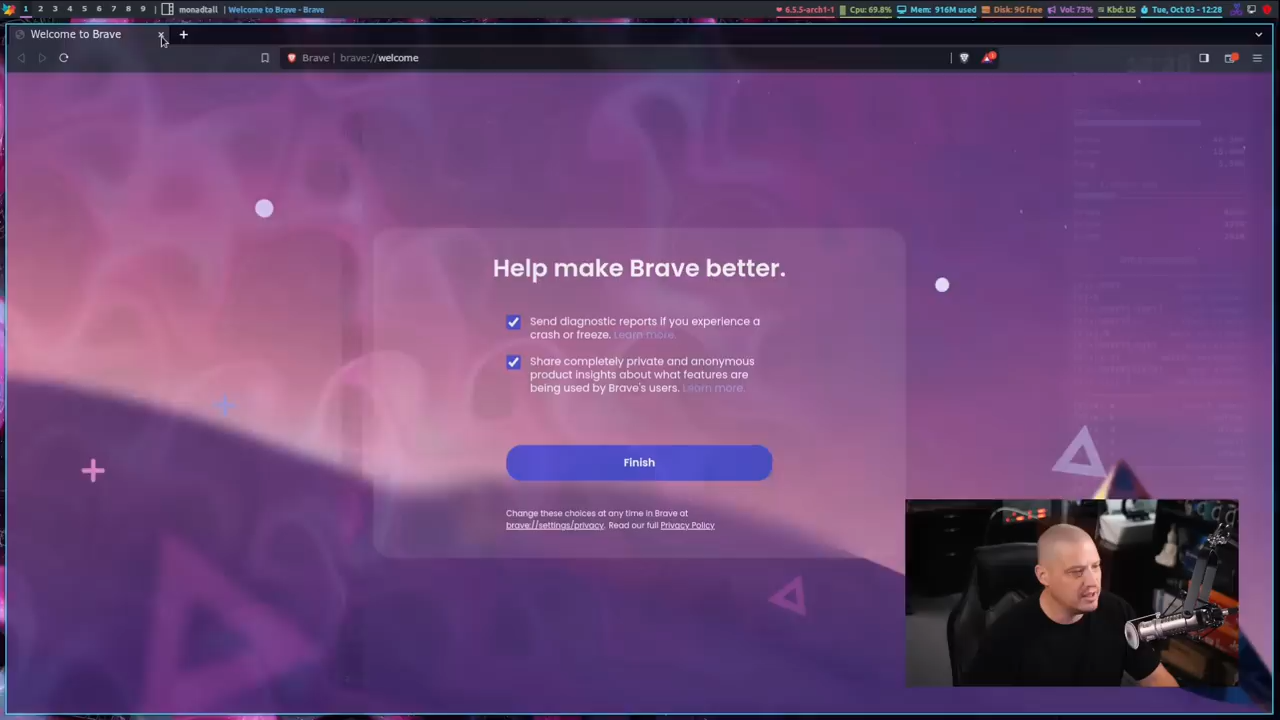 1 2 3 4 5 6 7 8 9 monadtall | Welcome to Brave - Brave 6.5.5-arch1-1 Cpu: 69.8% Mem: 916M used Disk: 9G free Vol: 73% Kbd: US Tue, Oct 03 - 12:28
Welcome to Brave
Brave | brave://welcome
Help make Brave better.
Send diagnostic reports if you experience a
crash or freeze. Learn more.
Share completely private and anonymous
product insights about what features are
being used by Brave's users. Learn more.
Finish
Change these choices at any time in Brave at
brave://settings/privacy. Read our full Privacy Policy